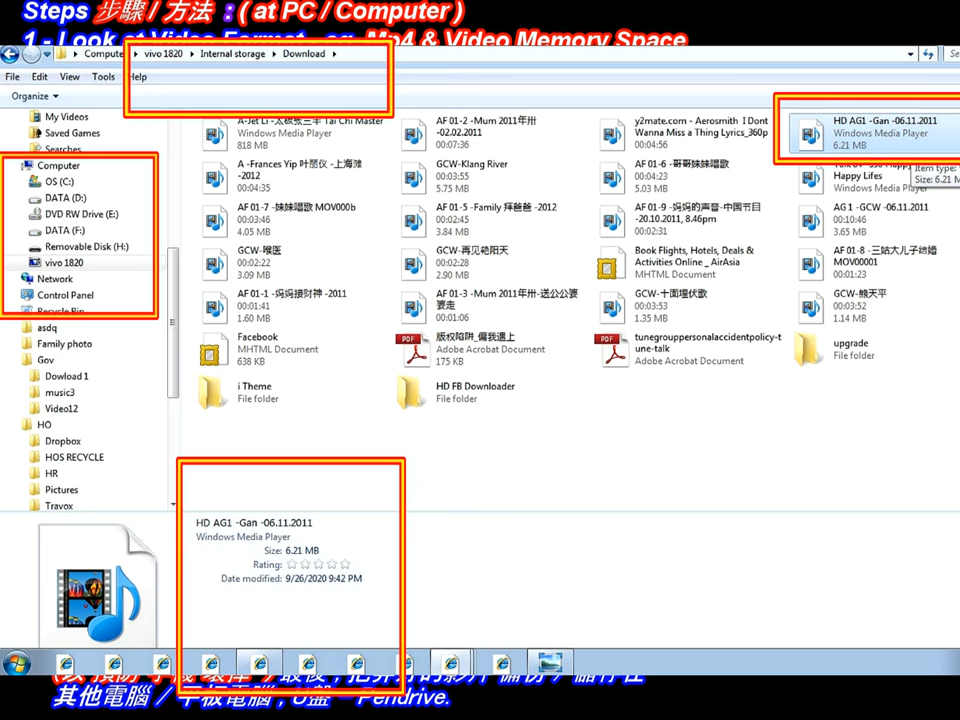 Steps 步驟 / 方法 : ( at PC / Computer )
1 - Look at Video Format , eg. Mp4 & Video Memory Space
vivo 1820 Internal storage Download
File Edit View Tools Help
Organize
My Videos
Saved Games
Searches
Computer
OS (C:)
DATA (D:)
DVD RW Drive (E:)
DATA (F:)
Removable Disk (H:)
vivo 1820
Network
Control Panel
Recycle Bin
asdq
Family photo
Gov
Dowload 1
music3
Video12
HO
Dropbox
HOS RECYCLE
HR
Pictures
Travox
A-Jet Li -太极张三丰 Tai Chi Master
Windows Media Player
818 MB
AF 01-2 -Mum 2011年卅
-02.02.2011
00:07:36
y2mate.com - Aerosmith I Dont
Wanna Miss a Thing Lyrics_360p
00:04:56
HD AG1 -Gan -06.11.2011
Windows Media Player
6.21 MB
Item type:
Size: 6.21 M
A -Frances Yip 叶丽仪 -上海滩
-2012
00:04:35
GCW-Klang River
00:03:55
5.75 MB
AF 01-6 -哥哥妹妹唱歌
00:04:23
5.03 MB
Happy Lifes
Windows Media Player
AF 01-7 -妹妹唱歌 MOV000b
00:03:46
4.05 MB
AF 01-5 -Family 拜爸爸 -2012
00:02:45
3.84 MB
AF 01-9 -妈妈的声音 -中国节目
-20.10.2011, 8.46pm
00:02:31
AG 1 -GCW -06.11.2011
00:10:46
3.65 MB
GCW-喉医
00:02:22
3.09 MB
GCW-再见艳阳天
00:02:28
2.90 MB
Book Flights, Hotels, Deals &
Activities Online _ AirAsia
MHTML Document
AF 01-8 -三姑大儿子结婚
MOV00001
00:01:23
AF 01-1 -妈妈接财神 -2011
00:01:41
1.60 MB
AF 01-3 -Mum 2011年卅-送公公婆
婆走
00:01:06
GCW-十面埋伏歌
00:03:53
1.35 MB
GCW-熊天平
00:03:52
1.14 MB
Facebook
MHTML Document
638 KB
PDF
版权陷阱_偏我遇上
Adobe Acrobat Document
175 KB
PDF
tunegrouppersonalaccidentpolicy-t
une-talk
Adobe Acrobat Document
upgrade
File folder
i Theme
File folder
HD FB Downloader
File folder
HD AG1 -Gan -06.11.2011
Windows Media Player
Size: 6.21 MB
Rating:
Date modified: 9/26/2020 9:42 PM
其他電腦 / 平板電腦 , U盤 - Pendrive.